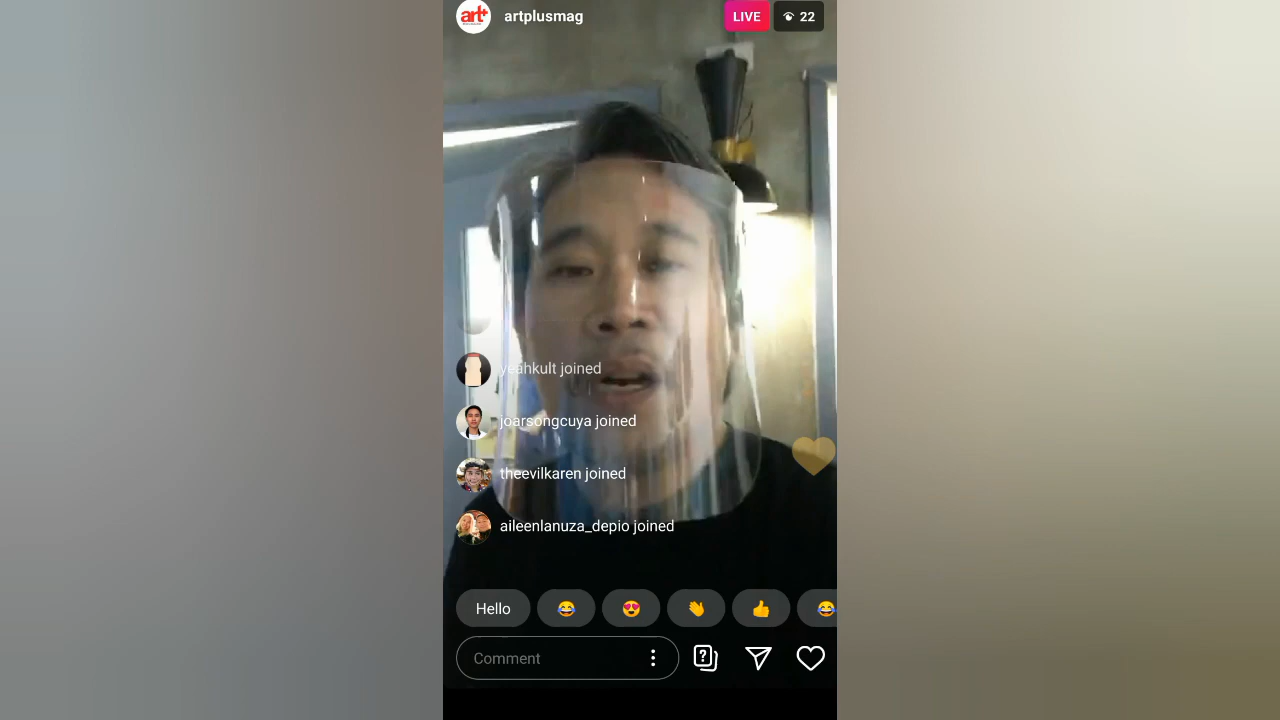 art+
artplusmag
LIVE
22
yeahkult joined
joarsongcuya joined
theevilkaren joined
aileenlanuza_depio joined
Hello
Comment
?